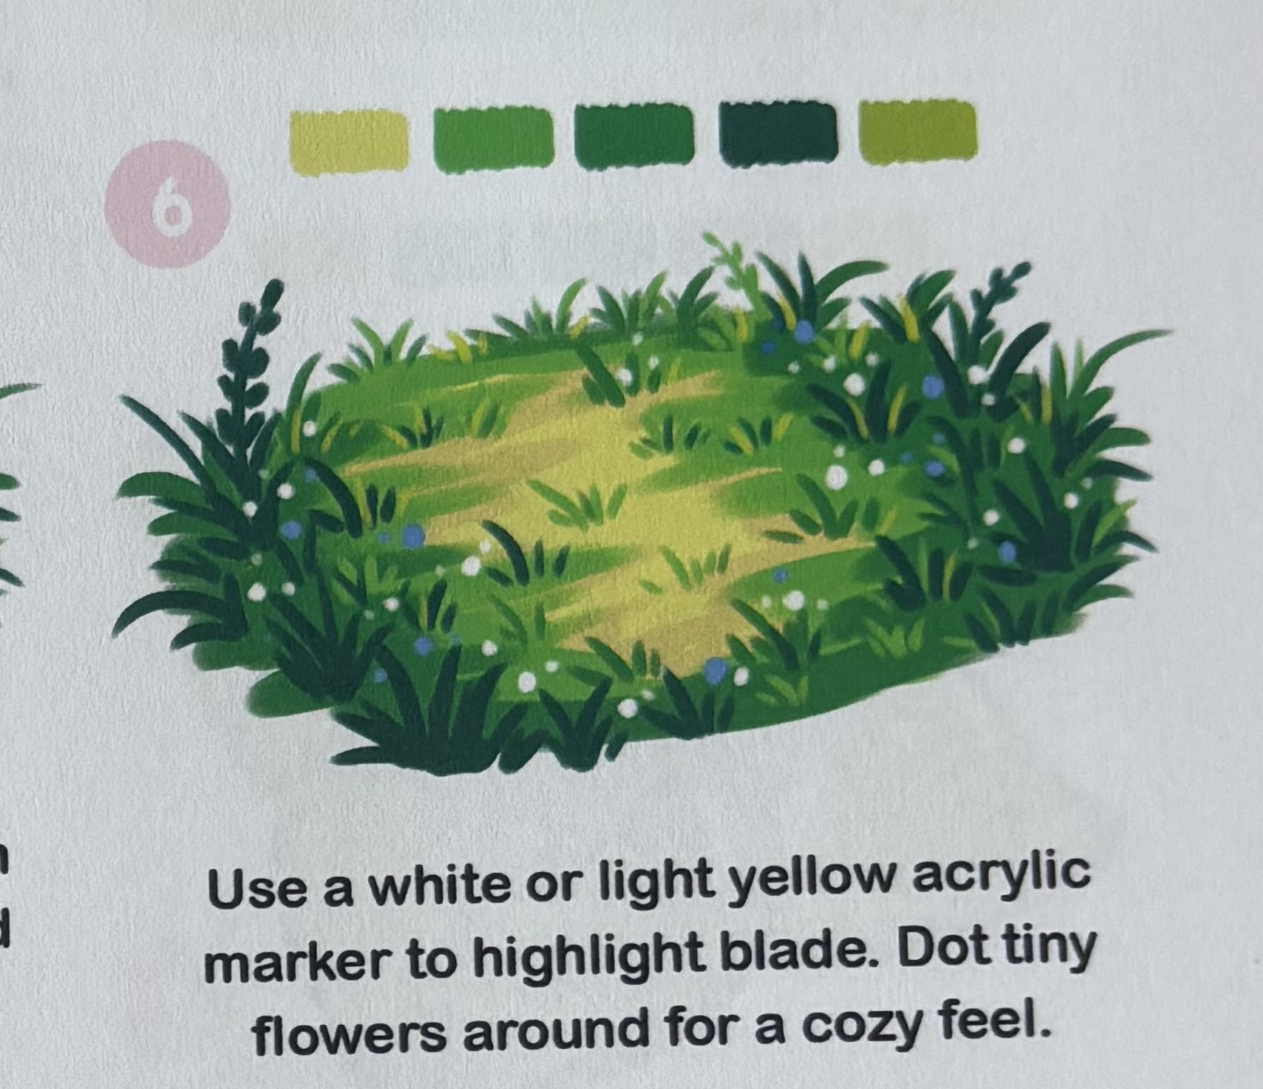 6
Use a white or light yellow acrylic
marker to highlight blade. Dot tiny
flowers around for a cozy feel.